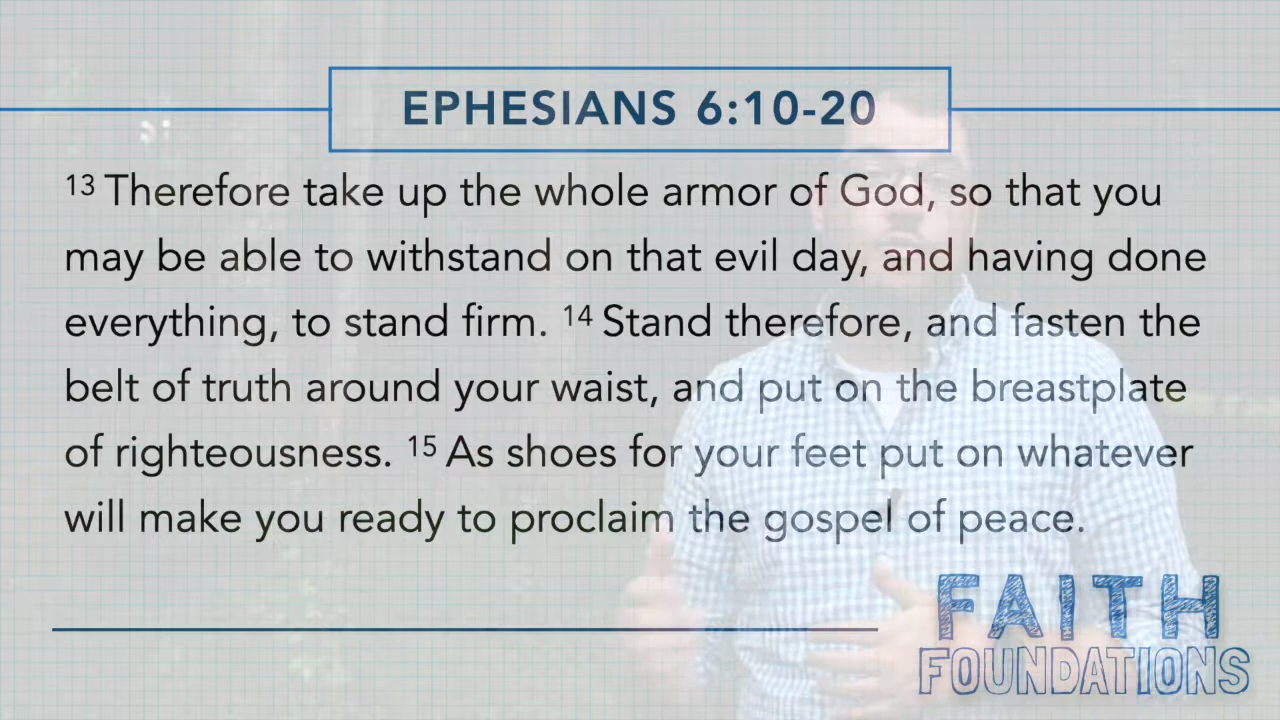 EPHESIANS 6:10-20
13 Therefore take up the whole armor of God, so that you
may be able to withstand on that evil day, and having done
everything, to stand firm. 14 Stand therefore, and fasten the
belt of truth around your waist, and put on the breastplate
of righteousness. 15 As shoes for your feet put on whatever
will make you ready to proclaim the gospel of peace.
FAITH
FOUNDATIONS